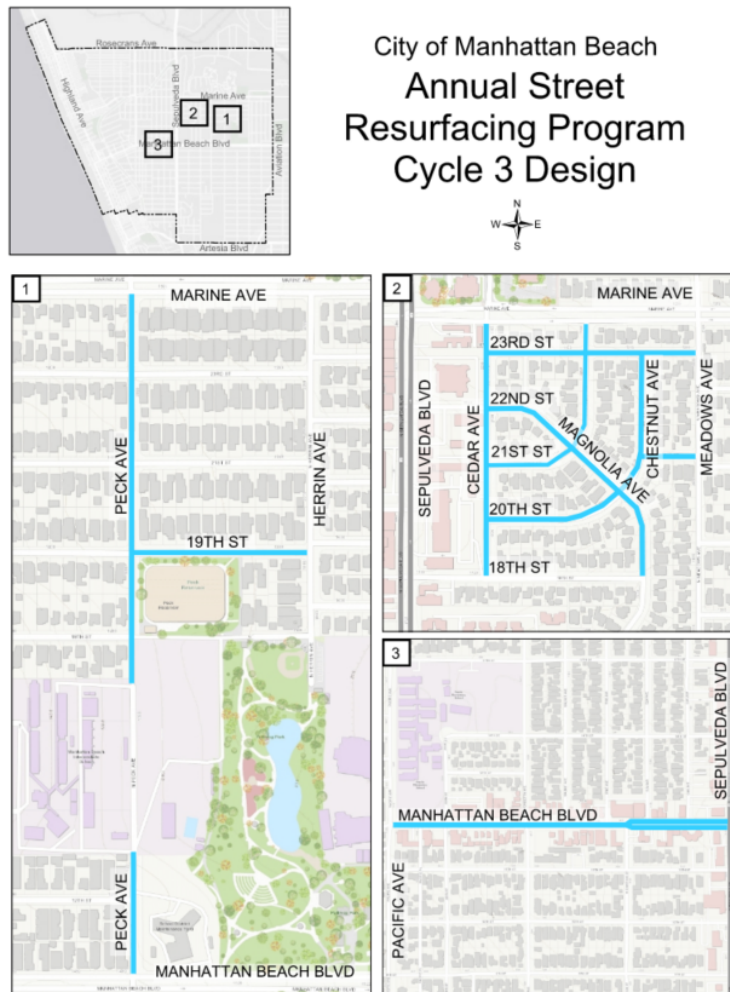 City of Manhattan Beach
Annual Street
Resurfacing Program
Cycle 3 Design
N
W
E
S
Rosecrans Ave
Highland Ave
Sepulveda Blvd
Marine Ave
2
1
3
Manhattan Beach Blvd
Aviation Blvd
Artesia Blvd
1
MARINE AVE
PECK AVE
HERRIN AVE
19TH ST
PECK AVE
MANHATTAN BEACH BLVD
2
MARINE AVE
SEPULVEDA BLVD
CEDAR AVE
23RD ST
22ND ST
21ST ST
20TH ST
18TH ST
MAGNOLIA AVE
CHESTNUT AVE
MEADOWS AVE
3
MANHATTAN BEACH BLVD
PACIFIC AVE
SEPULVEDA BLVD